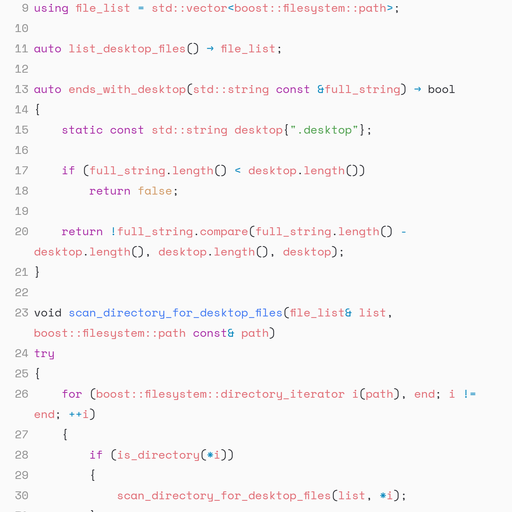 9 using file_list = std::vector<boost::filesystem::path>;
10
11 auto list_desktop_files() → file_list;
12
13 auto ends_with_desktop(std::string const &full_string) → bool
14 {
15     static const std::string desktop{".desktop"};
16
17     if (full_string.length() < desktop.length())
18         return false;
19
20     return !full_string.compare(full_string.length() -
desktop.length(), desktop.length(), desktop);
21 }
22
23 void scan_directory_for_desktop_files(file_list& list,
boost::filesystem::path const& path)
24 try
25 {
26     for (boost::filesystem::directory_iterator i(path), end; i !=
end; ++i)
27     {
28         if (is_directory(*i))
29         {
30             scan_directory_for_desktop_files(list, *i);